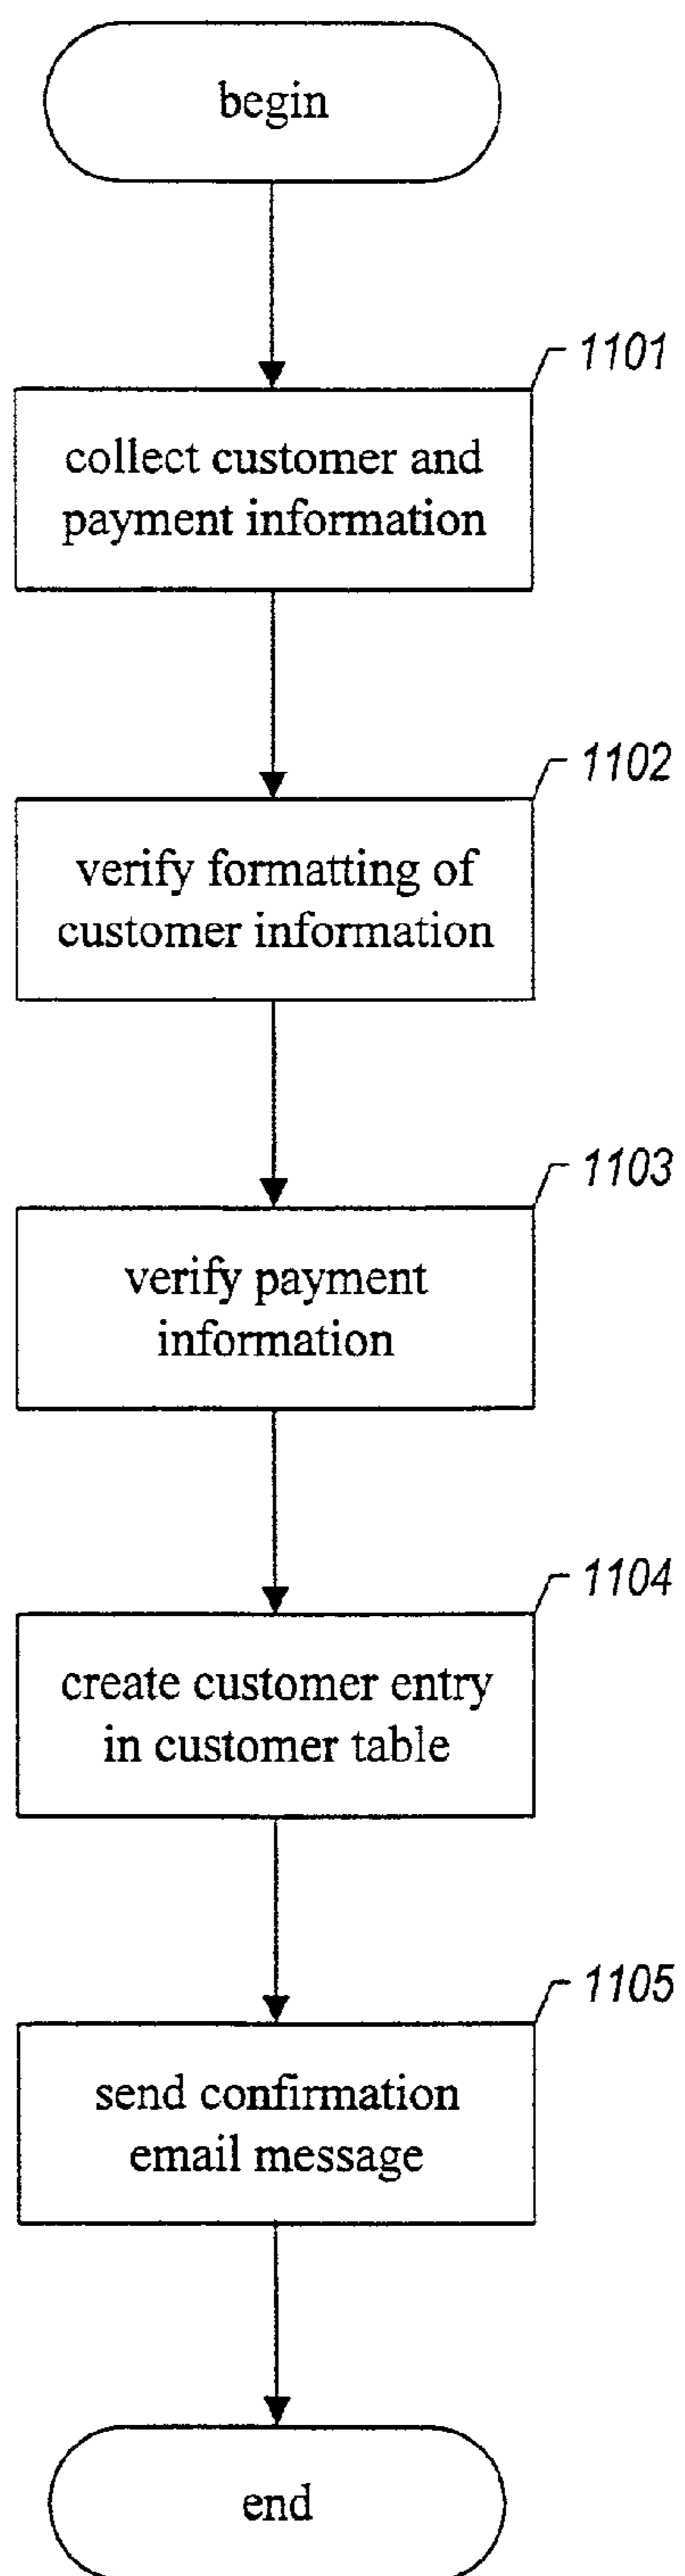 begin
1101
collect customer and
payment information
1102
verify formatting of
customer information
1103
verify payment
information
1104
create customer entry
in customer table
1105
send confirmation
email message
end